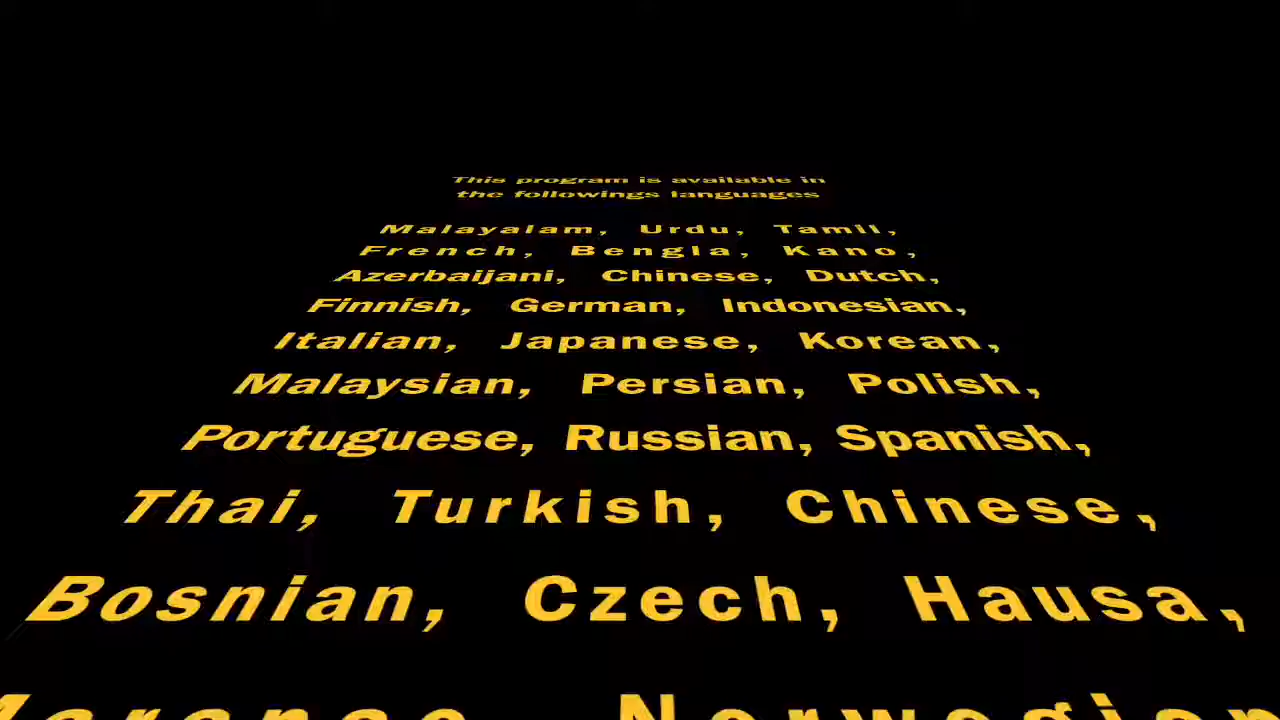 This program is available in
the followings languages
Malayalam, Urdu, Tamil,
French, Bengla, Kano,
Azerbaijani, Chinese, Dutch,
Finnish, German, Indonesian,
Italian, Japanese, Korean,
Malaysian, Persian, Polish,
Portuguese, Russian, Spanish,
Thai, Turkish, Chinese,
Bosnian, Czech, Hausa,
Norwegian